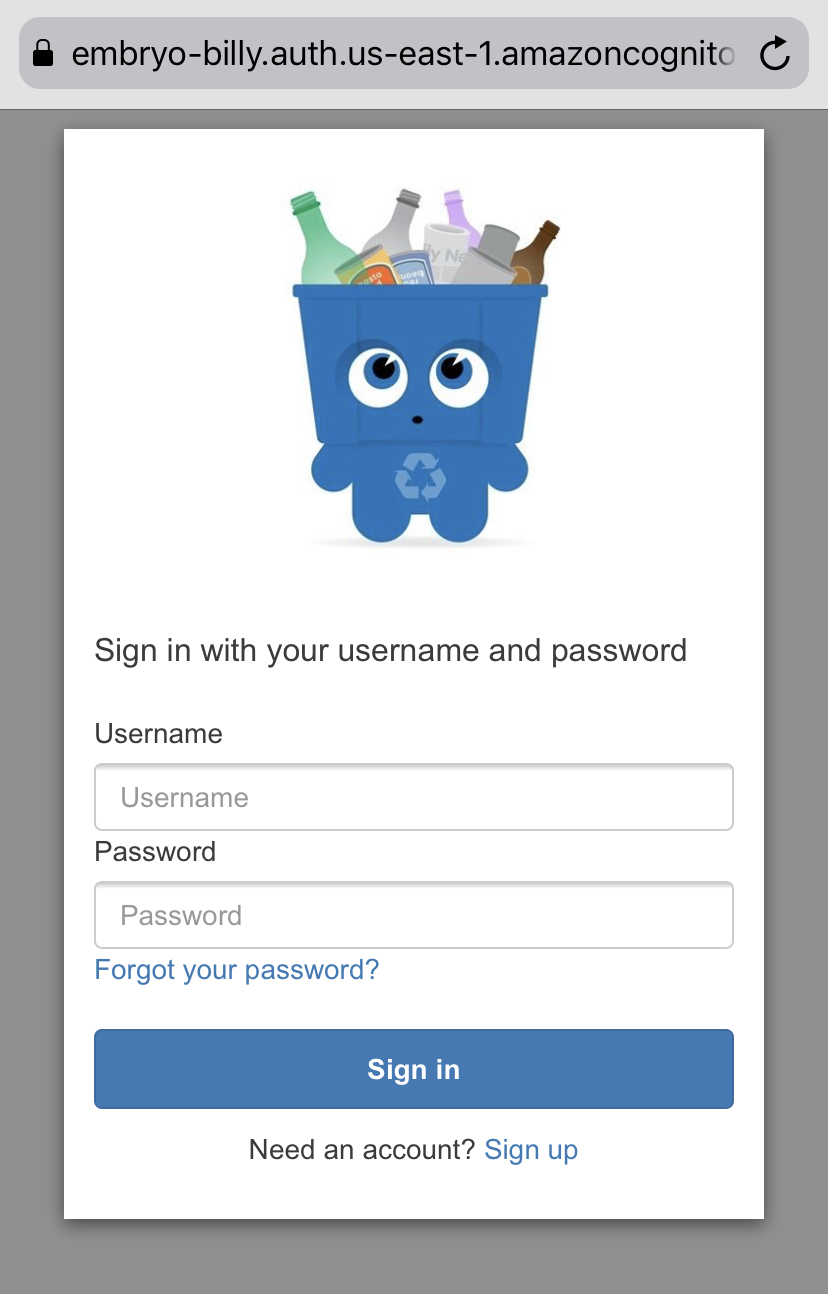 embryo-billy.auth.us-east-1.amazoncognito
Sign in with your username and password
Username
Username
Password
Password
Forgot your password?
Sign in
Need an account? Sign up